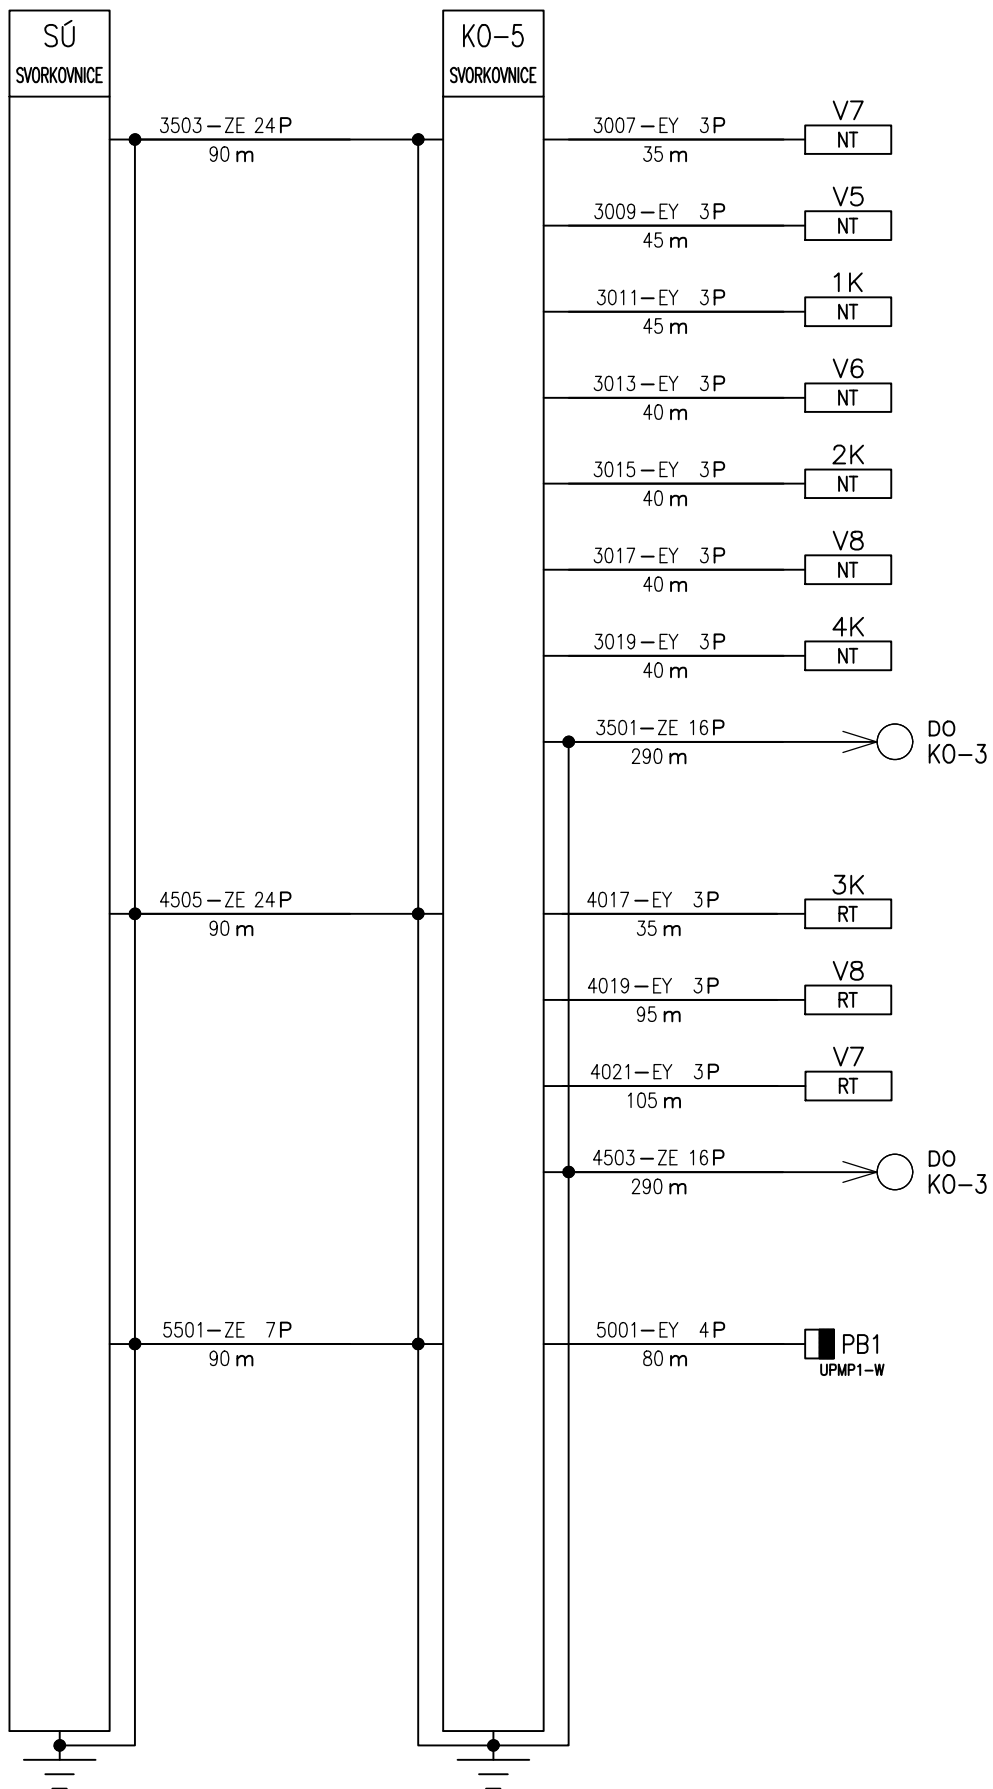 SÚ
SVORKOVNICE
KO-5
SVORKOVNICE
3503-ZE 24P
90 m
3007-EY 3P
35 m
V7
NT
3009-EY 3P
45 m
V5
NT
3011-EY 3P
45 m
1K
NT
3013-EY 3P
40 m
V6
NT
3015-EY 3P
40 m
2K
NT
3017-EY 3P
40 m
V8
NT
3019-EY 3P
40 m
4K
NT
3501-ZE 16P
290 m
DO
KO-3
4505-ZE 24P
90 m
4017-EY 3P
35 m
3K
RT
4019-EY 3P
95 m
V8
RT
4021-EY 3P
105 m
V7
RT
4503-ZE 16P
290 m
DO
KO-3
5501-ZE 7P
90 m
5001-EY 4P
80 m
PB1
UPMP1-W